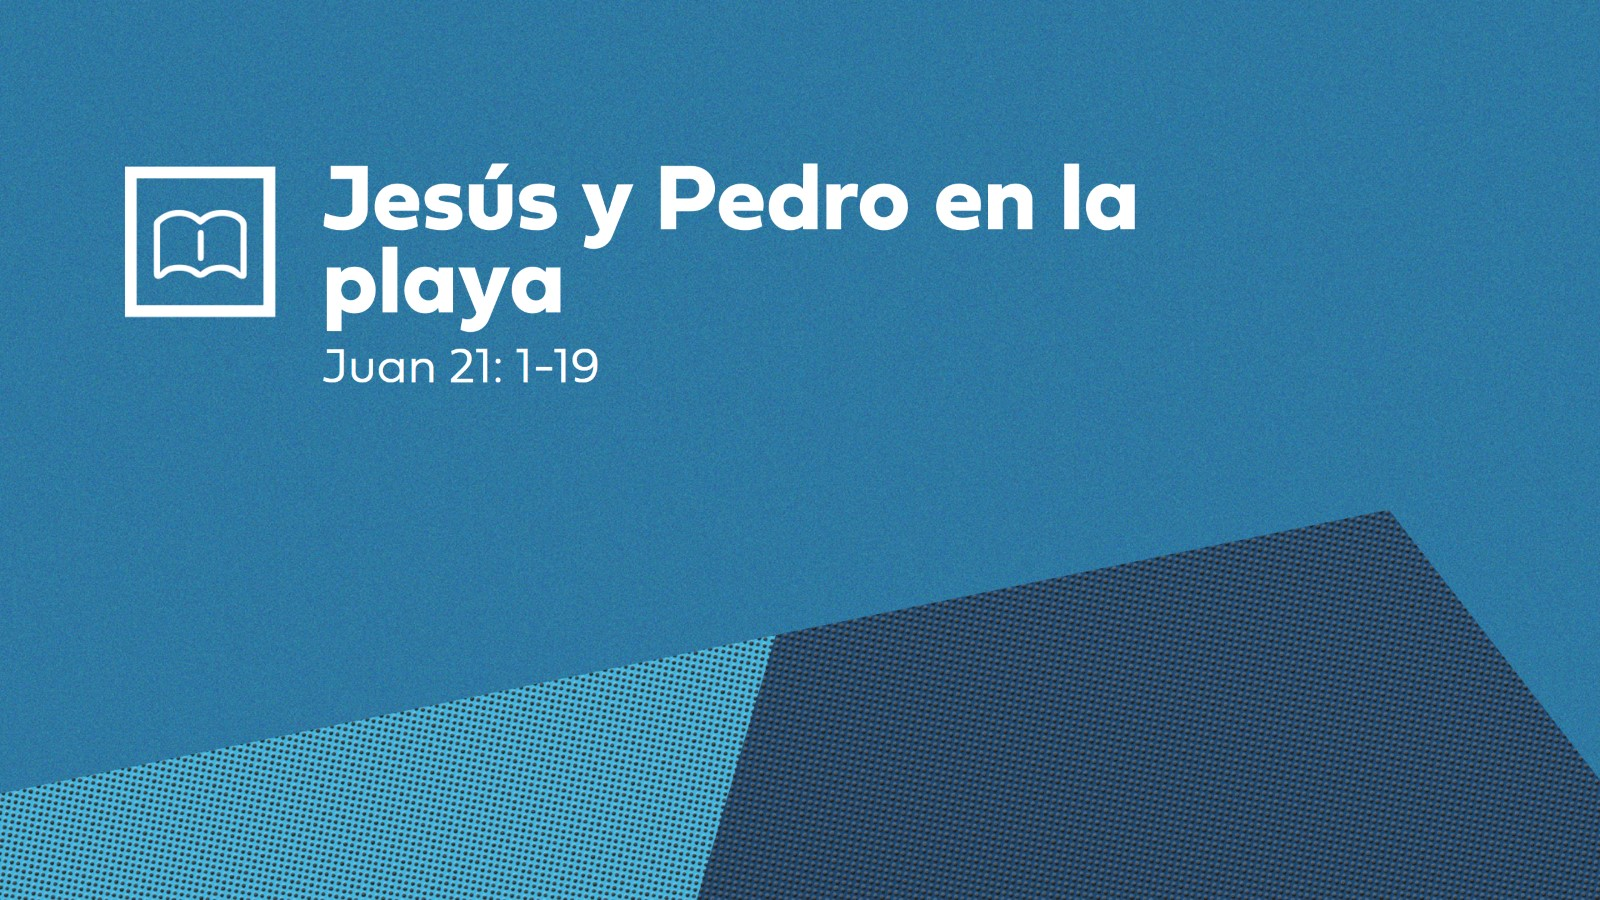 Jesús y Pedro en la
playa
Juan 21: 1-19